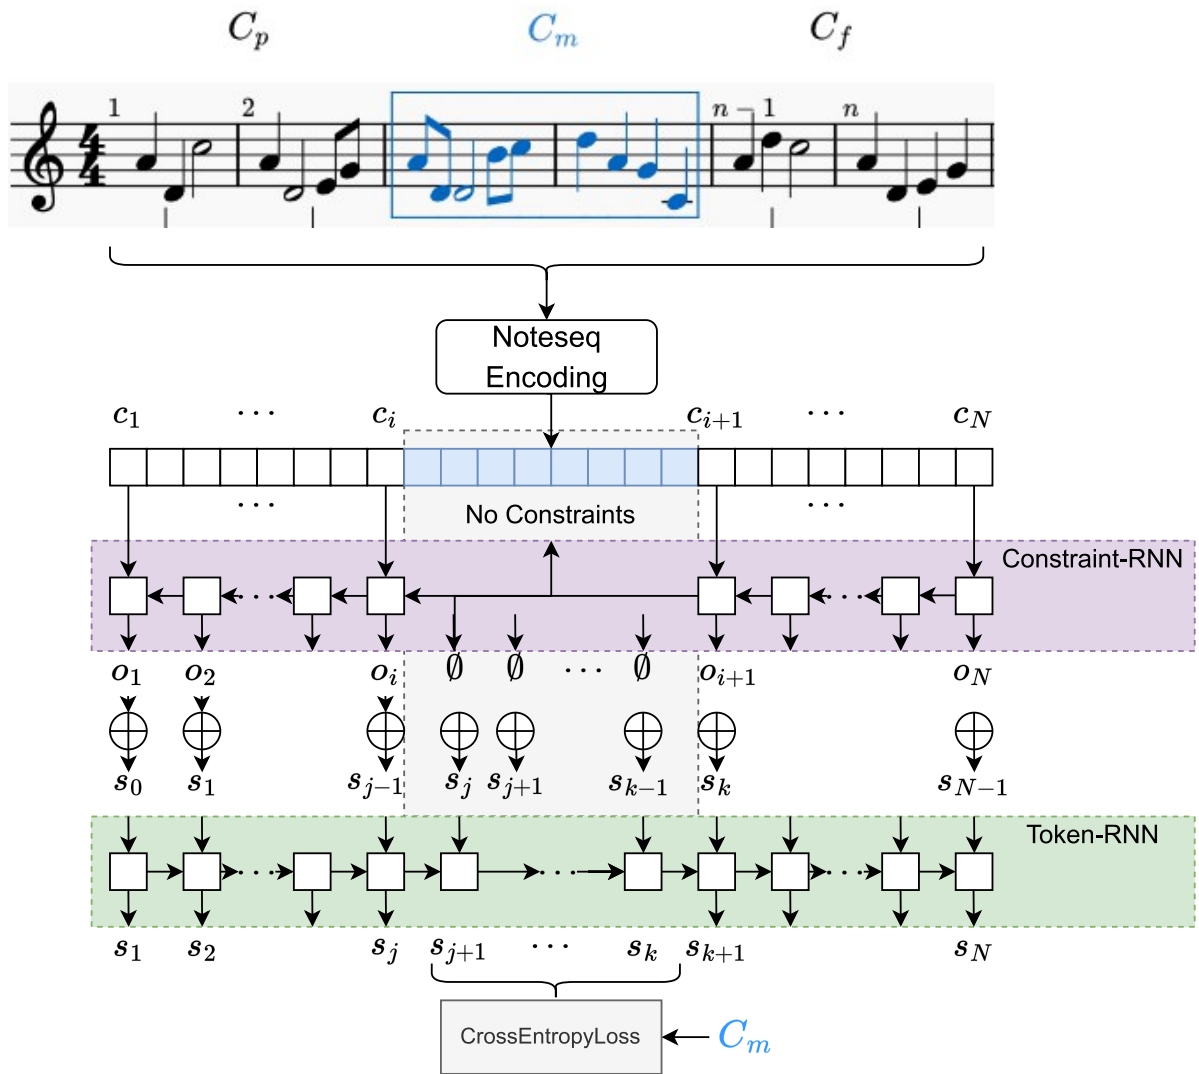 C_p C_m C_f
1 2 n − 1 n
4
4
Noteseq
Encoding
c_1 ··· c_i c_{i+1} ··· c_N
··· ···
No Constraints
Constraint-RNN
··· ···
o_1 o_2 o_i ∅ ∅ ··· ∅ o_{i+1} o_N
s_0 s_1 s_{j−1} s_j s_{j+1} s_{k−1} s_k s_{N−1}
Token-RNN
··· ··· ···
s_1 s_2 s_j s_{j+1} ··· s_k s_{k+1} s_N
CrossEntropyLoss C_m